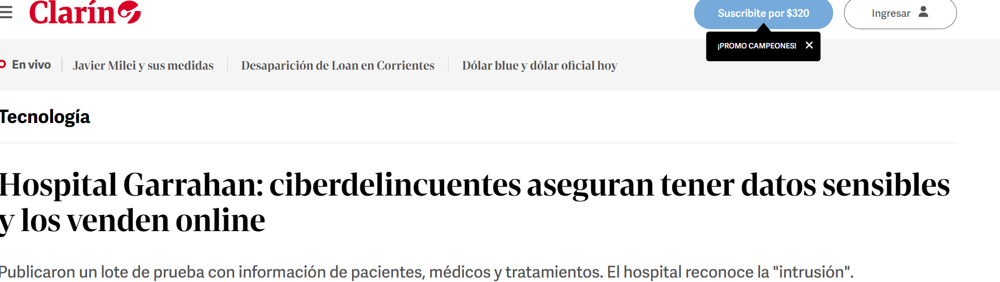 Clarín
Suscribite por $320
Ingresar
¡PROMO CAMPEONES!
En vivo
Javier Milei y sus medidas
Desaparición de Loan en Corrientes
Dólar blue y dólar oficial hoy
Tecnología
Hospital Garrahan: ciberdelincuentes aseguran tener datos sensibles
y los venden online
Publicaron un lote de prueba con información de pacientes, médicos y tratamientos. El hospital reconoce la "intrusión".